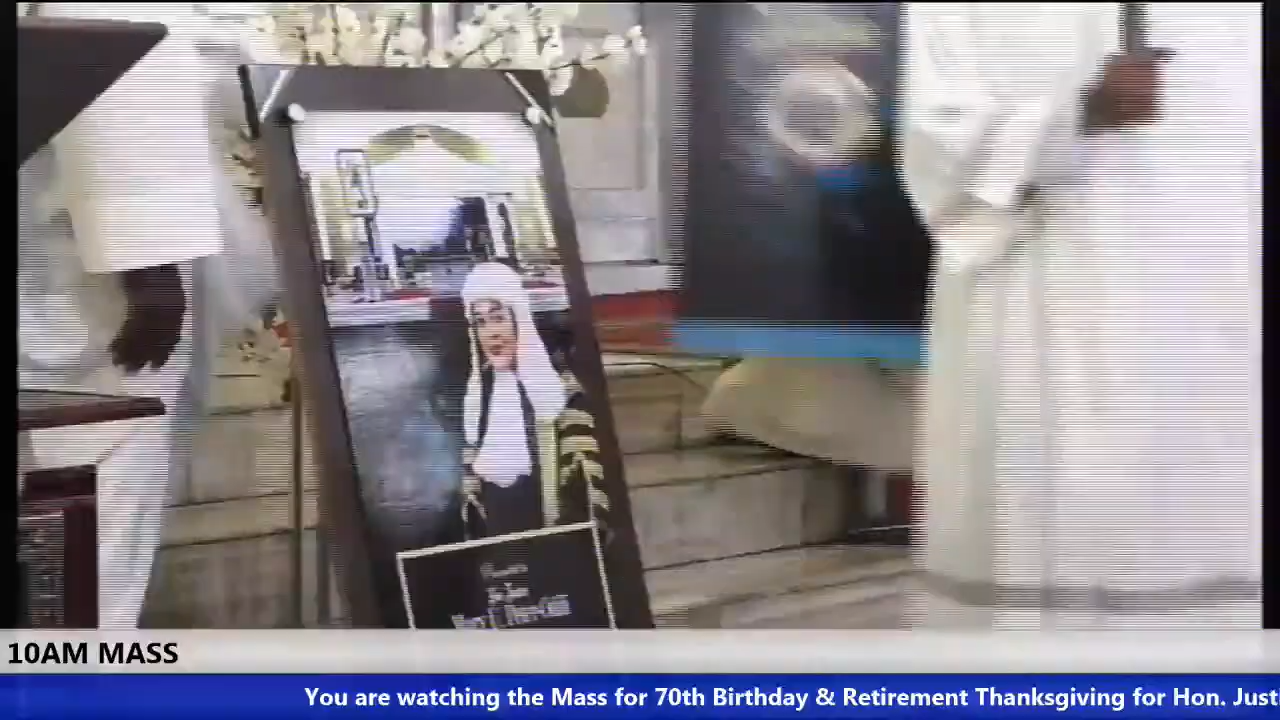 10AM MASS
You are watching the Mass for 70th Birthday & Retirement Thanksgiving for Hon. Just